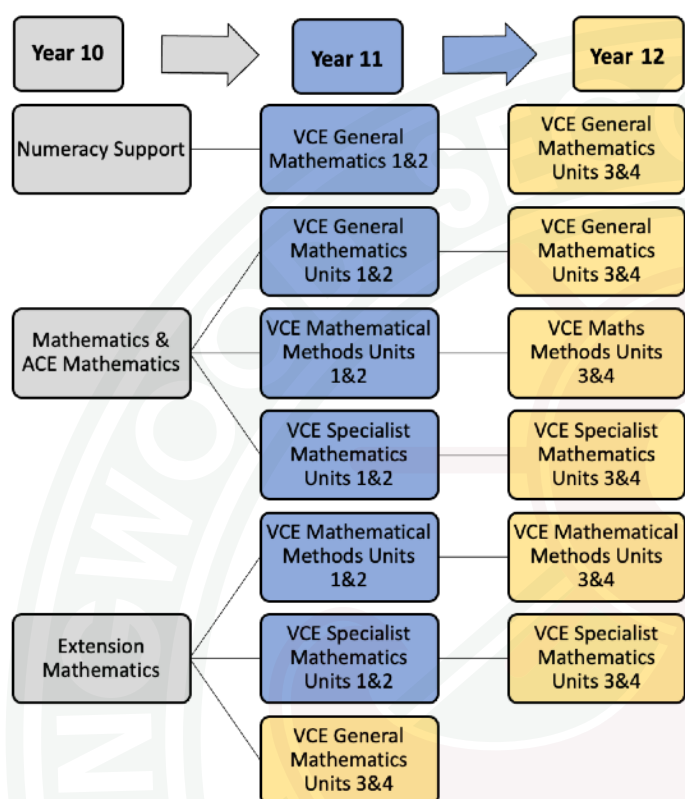 Year 10
Year 11
Year 12
Numeracy Support
VCE General
Mathematics 1&2
VCE General
Mathematics
Units 3&4
VCE General
Mathematics
Units 1&2
VCE General
Mathematics
Units 3&4
Mathematics &
ACE Mathematics
VCE Mathematical
Methods Units
1&2
VCE Maths
Methods Units
3&4
VCE Specialist
Mathematics
Units 1&2
VCE Specialist
Mathematics
Units 3&4
VCE Mathematical
Methods Units
1&2
VCE Mathematical
Methods Units
3&4
Extension
Mathematics
VCE Specialist
Mathematics
Units 1&2
VCE Specialist
Mathematics
Units 3&4
VCE General
Mathematics
Units 3&4